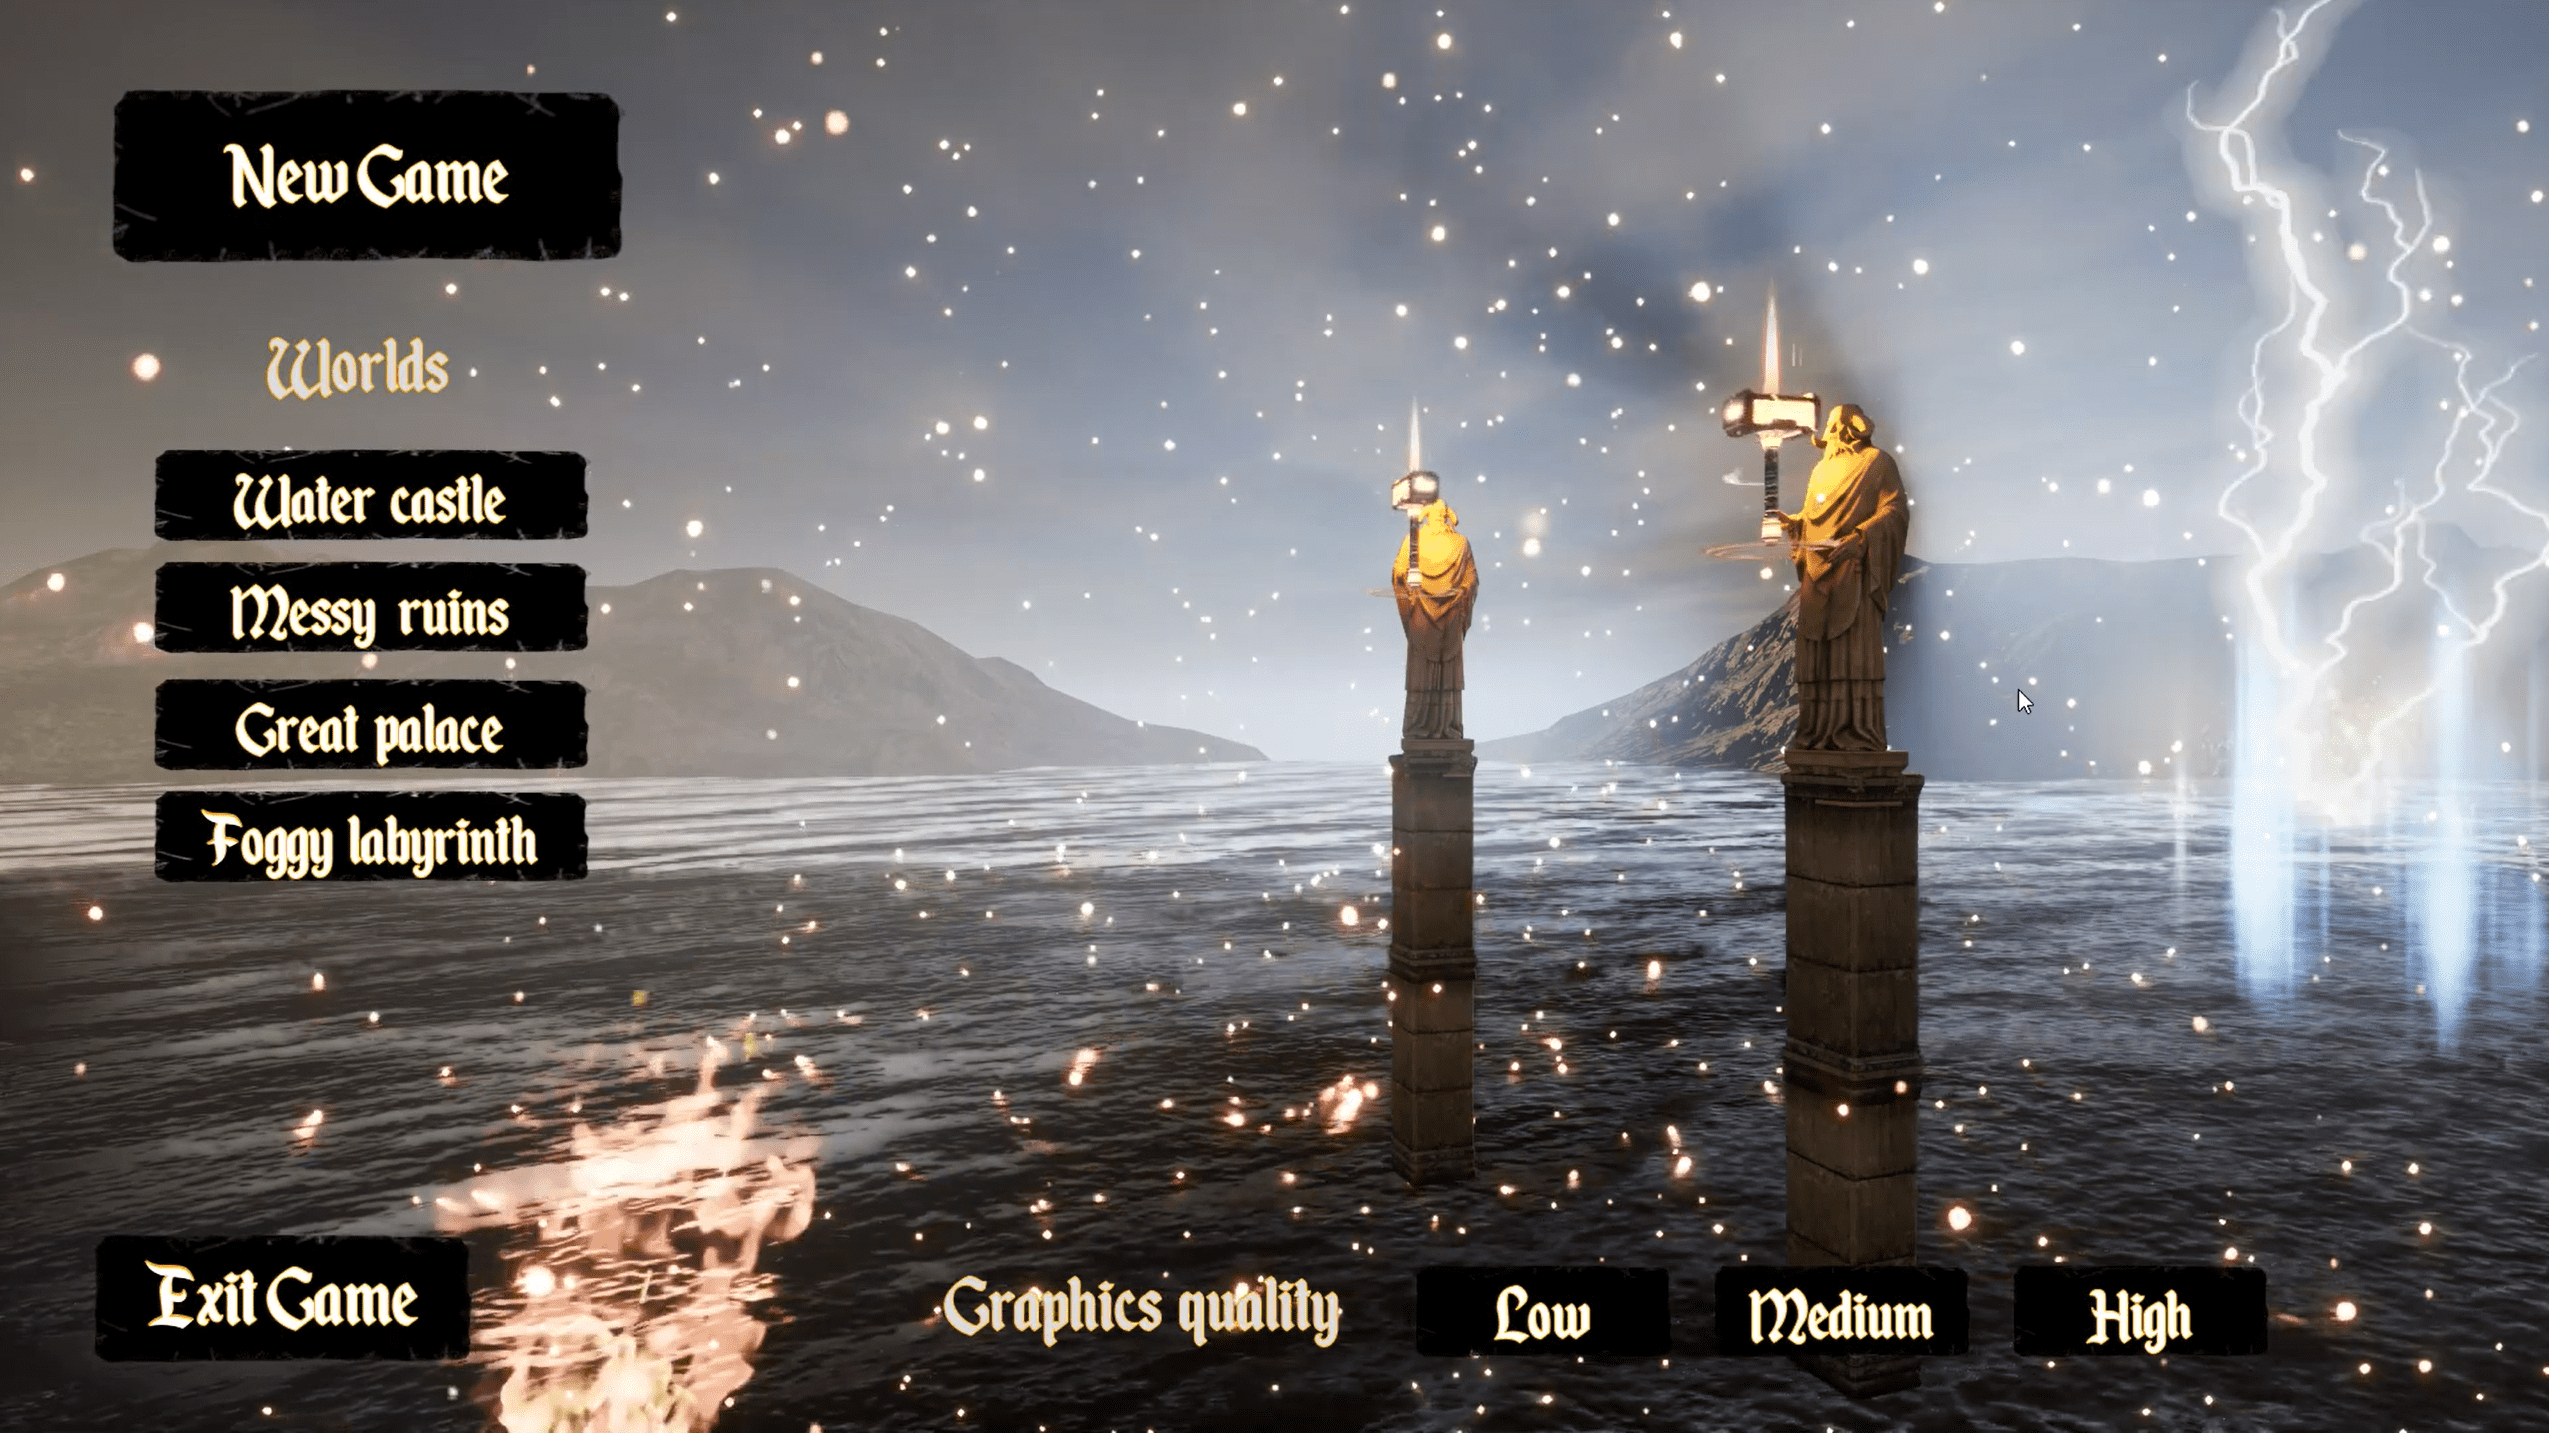 New Game
Worlds
Water castle
Messy ruins
Great palace
Foggy labyrinth
Exit Game
Graphics quality
Low
Medium
High